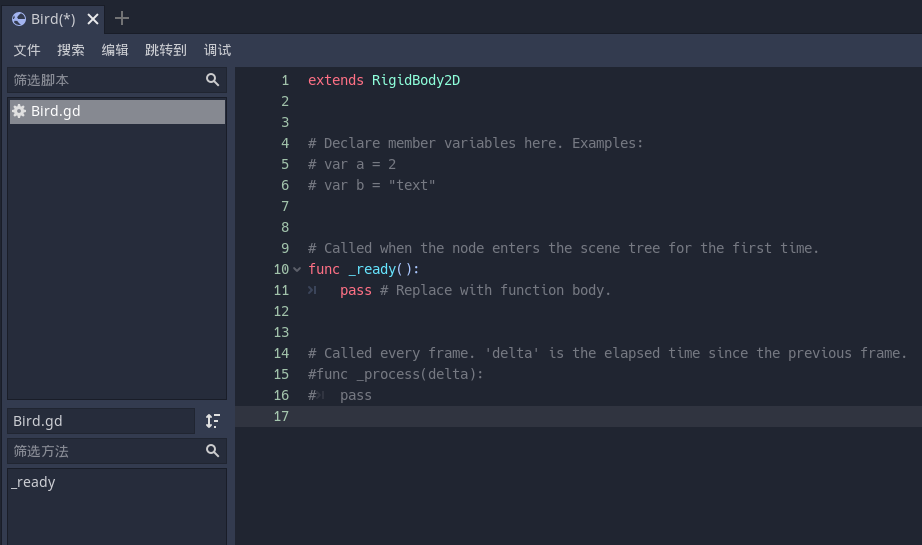 Bird(*)
文件 搜索 编辑 跳转到 调试
筛选脚本
Bird.gd
Bird.gd
筛选方法
_ready
1 extends RigidBody2D
2
3
4 # Declare member variables here. Examples:
5 # var a = 2
6 # var b = "text"
7
8
9 # Called when the node enters the scene tree for the first time.
10 func _ready():
11 pass # Replace with function body.
12
13
14 # Called every frame. 'delta' is the elapsed time since the previous frame.
15 #func _process(delta):
16 # pass
17